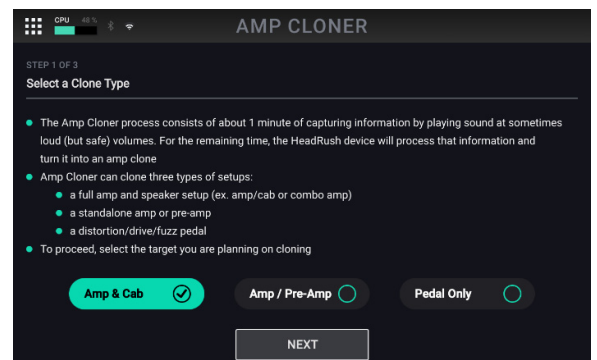 CPU 48%
AMP CLONER
STEP 1 OF 3
Select a Clone Type
The Amp Cloner process consists of about 1 minute of capturing information by playing sound at sometimes
loud (but safe) volumes. For the remaining time, the HeadRush device will process that information and
turn it into an amp clone
Amp Cloner can clone three types of setups:
a full amp and speaker setup (ex. amp/cab or combo amp)
a standalone amp or pre-amp
a distortion/drive/fuzz pedal
To proceed, select the target you are planning on cloning
Amp & Cab
Amp / Pre-Amp
Pedal Only
NEXT